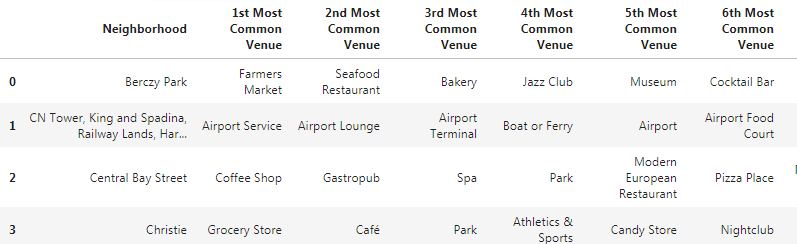 Neighborhood 1st Most Common Venue 2nd Most Common Venue 3rd Most Common Venue 4th Most Common Venue 5th Most Common Venue 6th Most Common Venue
0 Berczy Park Farmers Market Seafood Restaurant Bakery Jazz Club Museum Cocktail Bar
1 CN Tower, King and Spadina, Railway Lands, Har... Airport Service Airport Lounge Airport Terminal Boat or Ferry Airport Airport Food Court
2 Central Bay Street Coffee Shop Gastropub Spa Park Modern European Restaurant Pizza Place
3 Christie Grocery Store Café Park Athletics & Sports Candy Store Nightclub